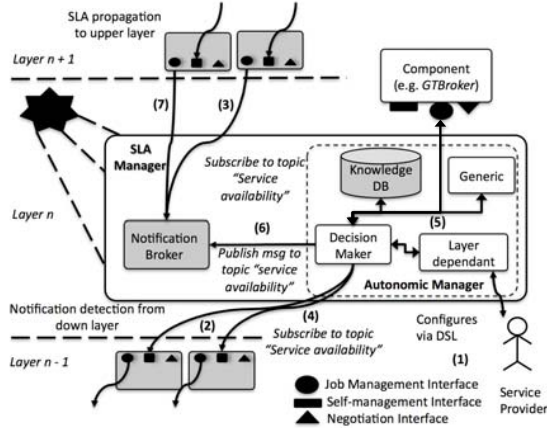 SLA propagation
to upper layer
Layer n + 1
(7)
(3)
Component
(e.g. GTBroker)
SLA
Manager
Subscribe to topic
"Service
availability"
Knowledge
DB
Generic
Layer n
(5)
(6)
Notification
Broker
Decision
Maker
Layer
dependant
Publish msg to
topic "service
availability"
Autonomic Manager
Notification detection from
down layer
(2)
(4)
Subscribe to topic
"Service availability"
Configures
via DSL
(1)
Layer n - 1
Job Management Interface
Self-management Interface
Negotiation Interface
Service
Provider